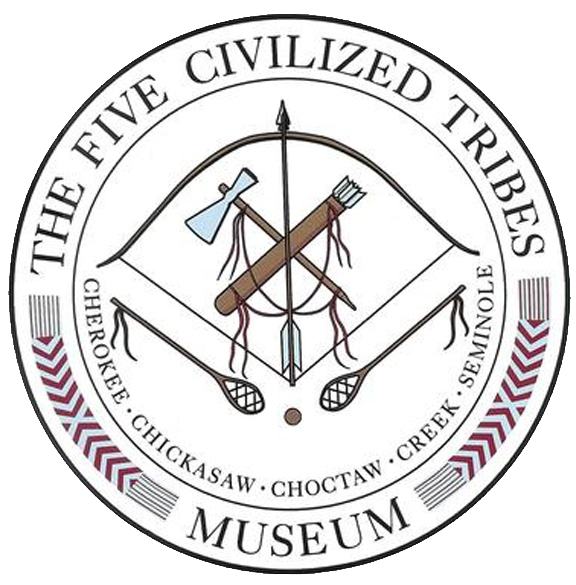 THE FIVE CIVILIZED TRIBES
CHEROKEE · CHICKASAW · CHOCTAW · CREEK · SEMINOLE
MUSEUM